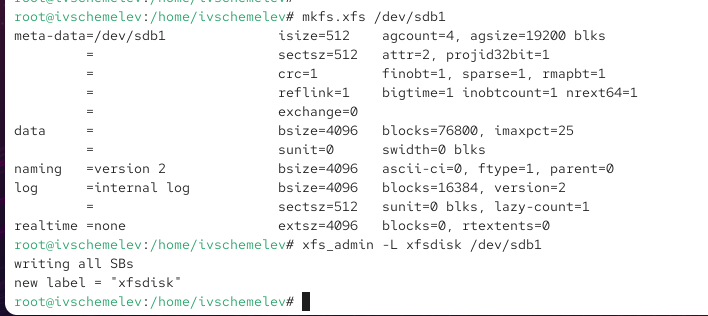 root@ivschemelev:/home/ivschemelev# mkfs.xfs /dev/sdb1
meta-data=/dev/sdb1              isize=512    agcount=4, agsize=19200 blks
         =                       sectsz=512   attr=2, projid32bit=1
         =                       crc=1        finobt=1, sparse=1, rmapbt=1
         =                       reflink=1    bigtime=1 inobtcount=1 nrext64=1
         =                       exchange=0
data     =                       bsize=4096   blocks=76800, imaxpct=25
         =                       sunit=0      swidth=0 blks
naming   =version 2              bsize=4096   ascii-ci=0, ftype=1, parent=0
log      =internal log           bsize=4096   blocks=16384, version=2
         =                       sectsz=512   sunit=0 blks, lazy-count=1
realtime =none                   extsz=4096   blocks=0, rtextents=0
root@ivschemelev:/home/ivschemelev# xfs_admin -L xfsdisk /dev/sdb1
writing all SBs
new label = "xfsdisk"
root@ivschemelev:/home/ivschemelev#